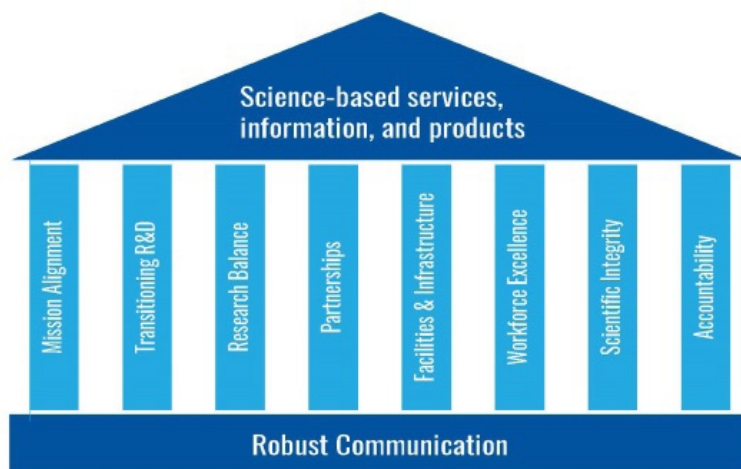 Science-based services,
information, and products
Mission Alignment
Transitioning R&D
Research Balance
Partnerships
Facilities & Infrastructure
Workforce Excellence
Scientific Integrity
Accountability
Robust Communication